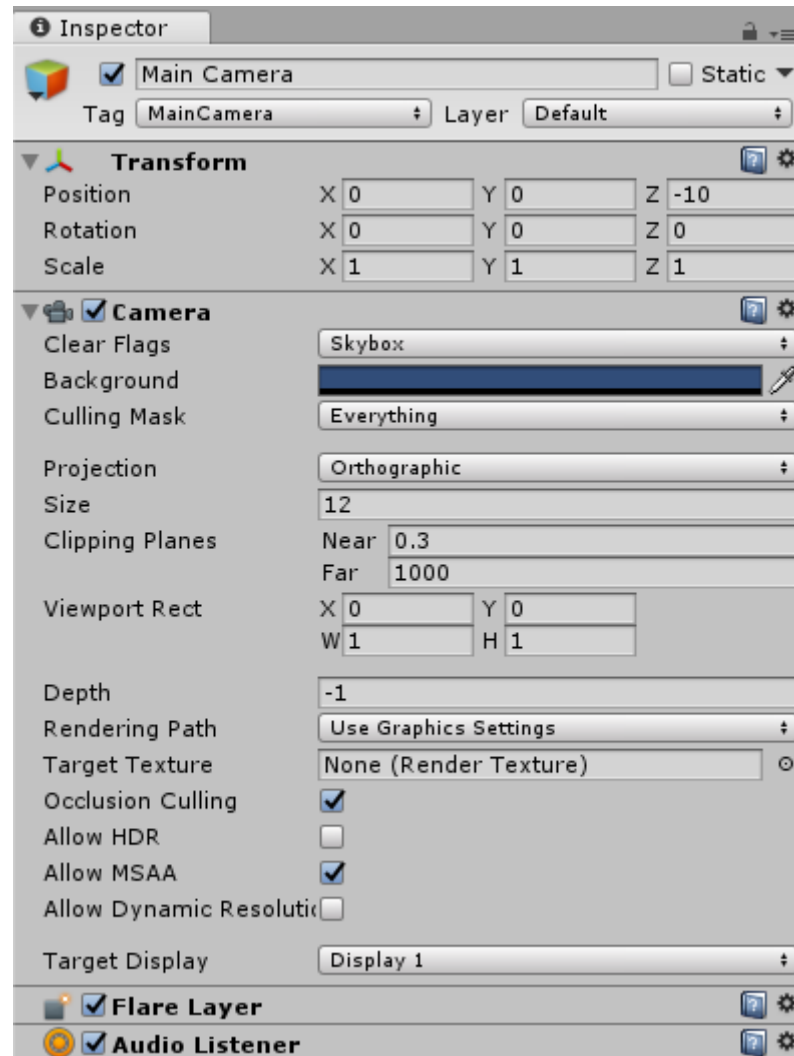 Inspector
Main Camera Static
Tag MainCamera Layer Default
Transform
Position X 0 Y 0 Z -10
Rotation X 0 Y 0 Z 0
Scale X 1 Y 1 Z 1
Camera
Clear Flags Skybox
Background
Culling Mask Everything
Projection Orthographic
Size 12
Clipping Planes Near 0.3
Far 1000
Viewport Rect X 0 Y 0
W 1 H 1
Depth -1
Rendering Path Use Graphics Settings
Target Texture None (Render Texture)
Occlusion Culling
Allow HDR
Allow MSAA
Allow Dynamic Resoluti
Target Display Display 1
Flare Layer
Audio Listener